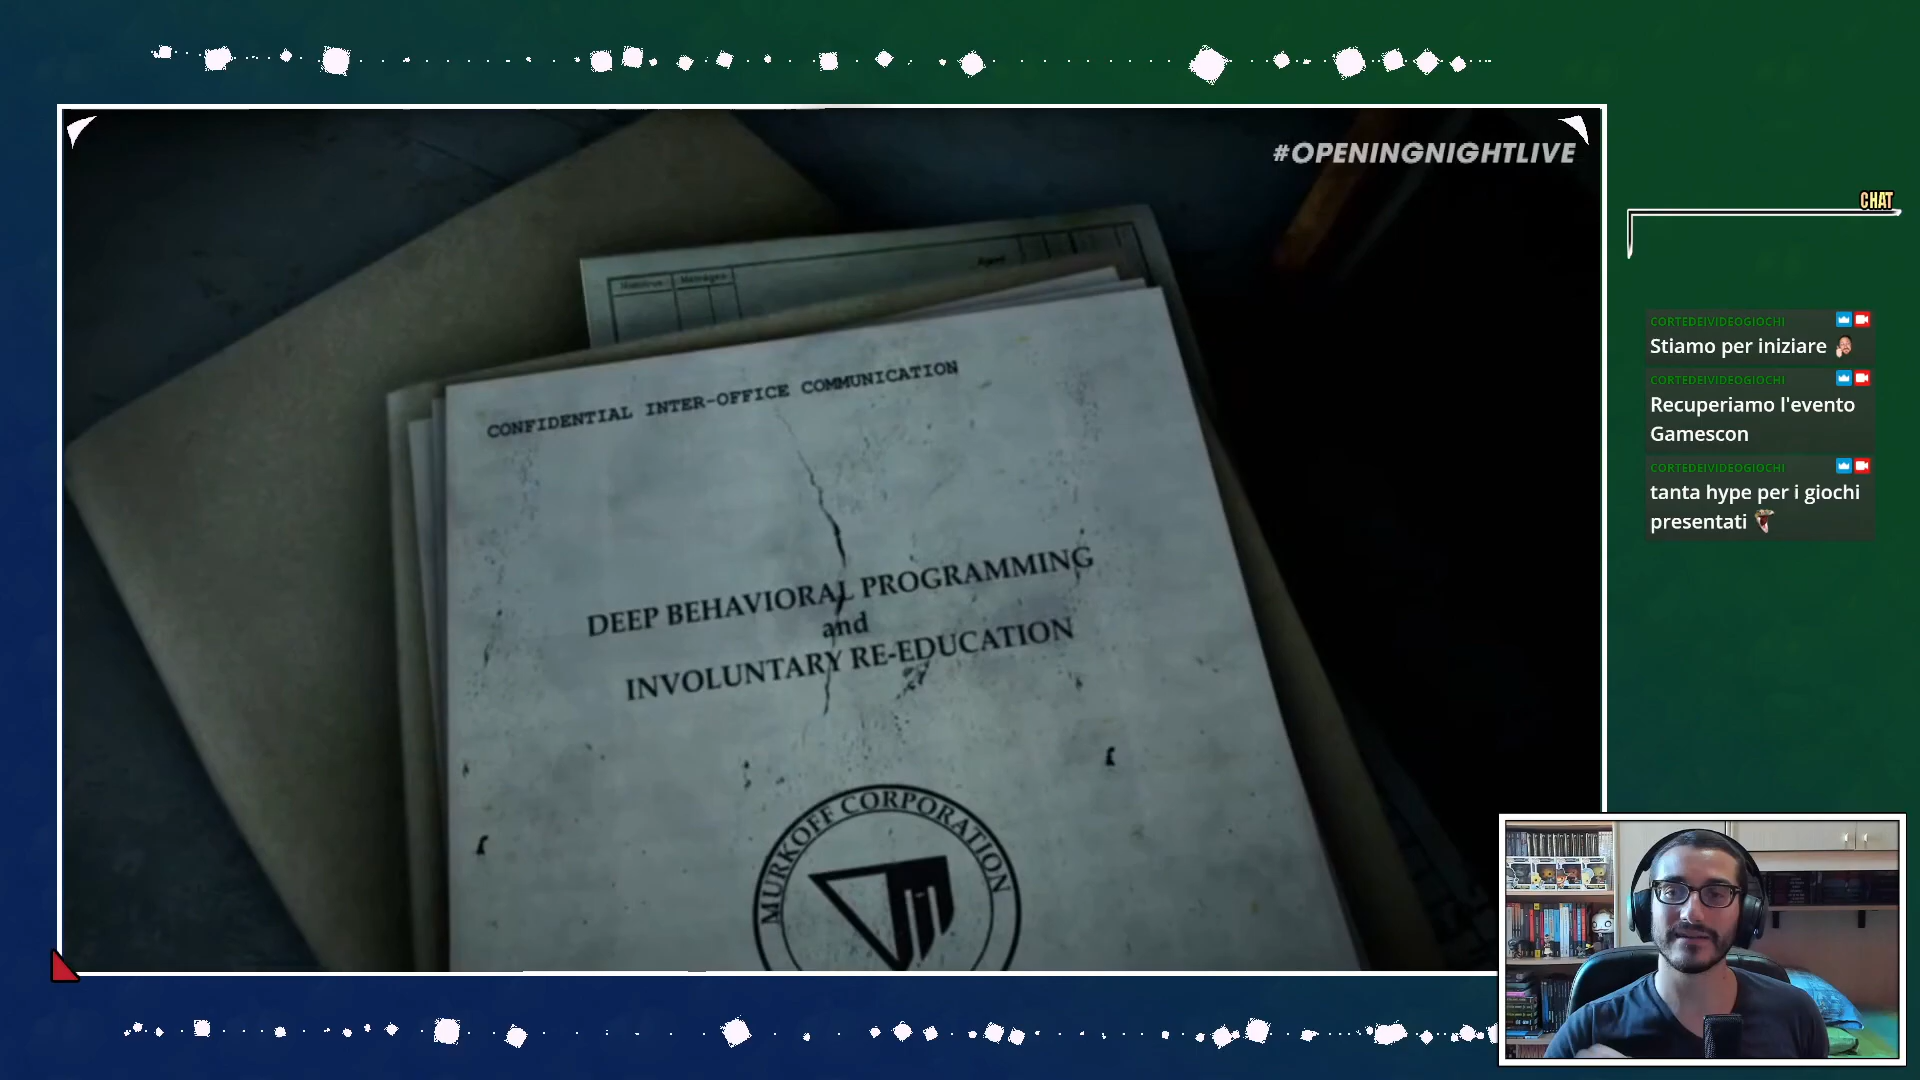 #OPENINGNIGHTLIVE
CONFIDENTIAL INTER-OFFICE COMMUNICATION
DEEP BEHAVIORAL PROGRAMMING
and
INVOLUNTARY RE-EDUCATION
MURKOFF CORPORATION
CHAT
CORTEDEIVIDEOGIOCHI
Stiamo per iniziare
CORTEDEIVIDEOGIOCHI
Recuperiamo l'evento
Gamescon
CORTEDEIVIDEOGIOCHI
tanta hype per i giochi
presentati